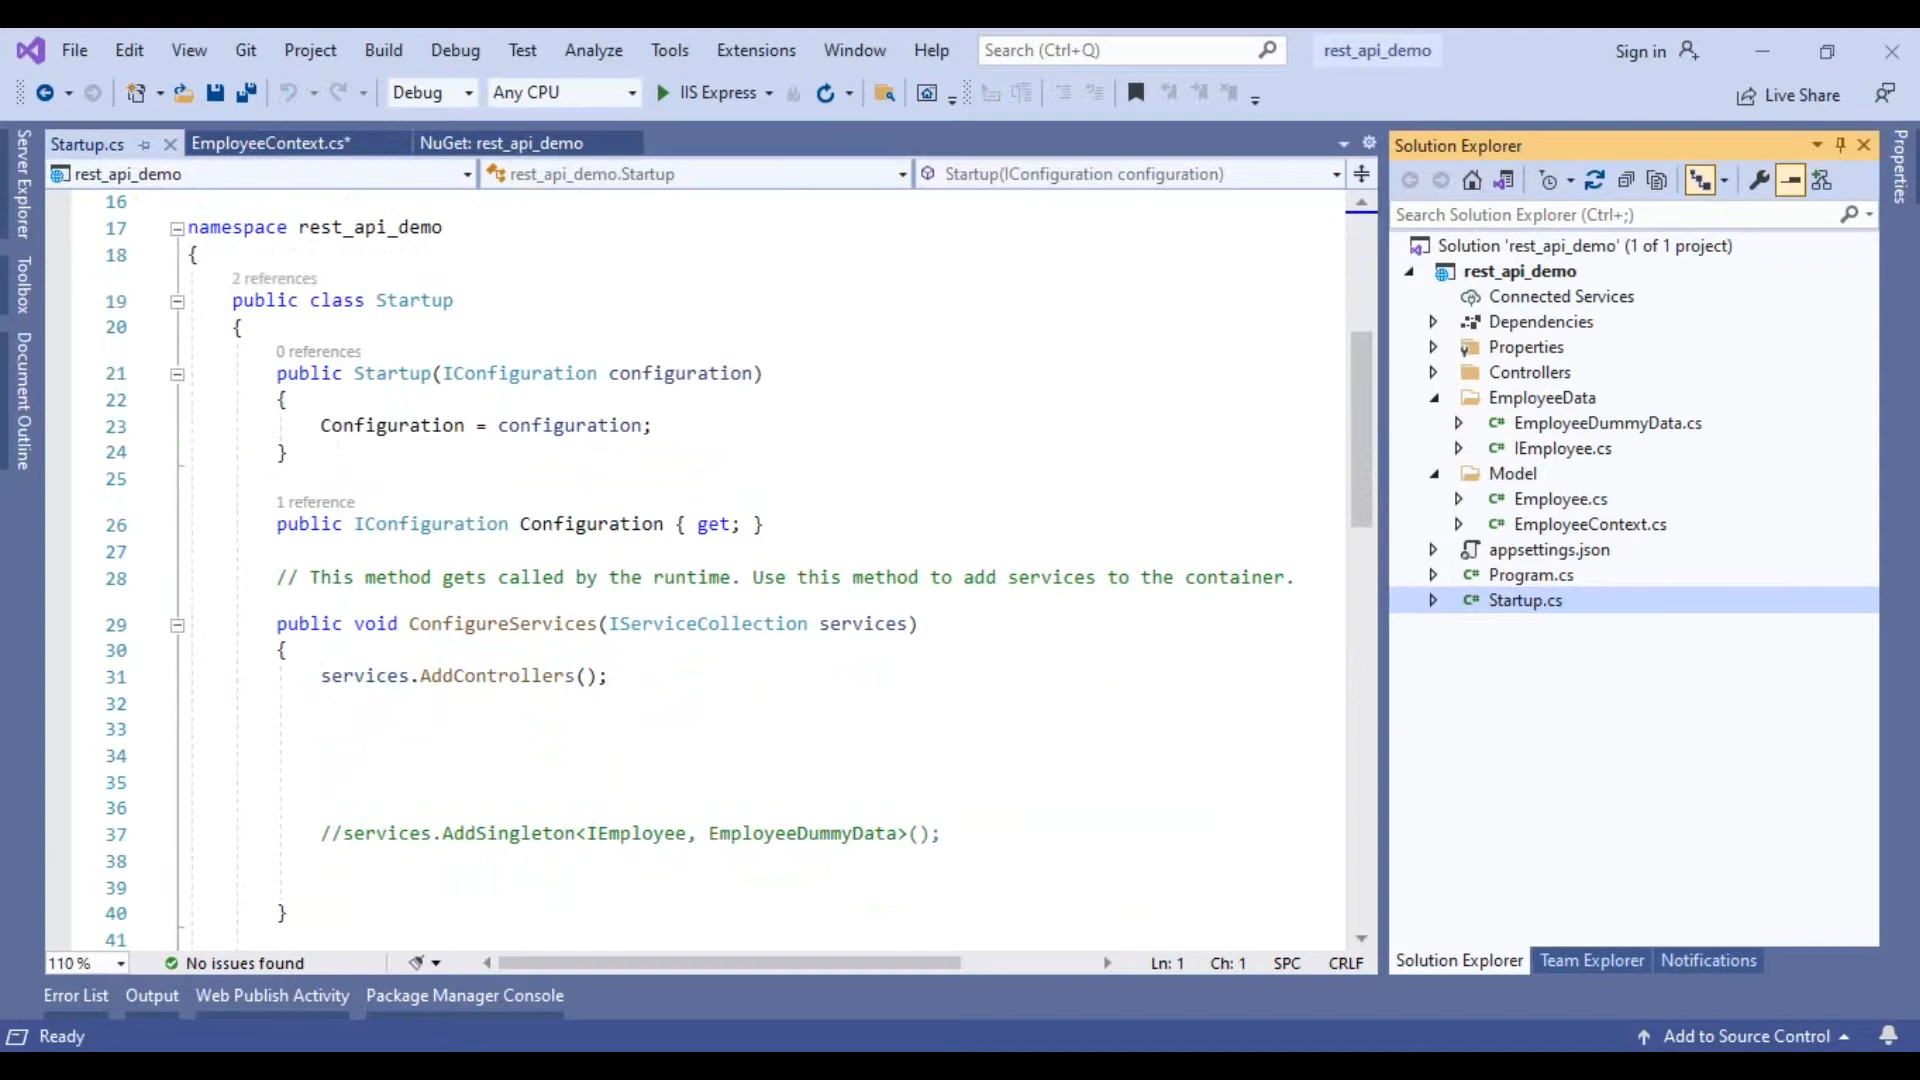 File Edit View Git Project Build Debug Test Analyze Tools Extensions Window Help Search (Ctrl+Q) rest_api_demo Sign in
Debug Any CPU IIS Express Live Share
Server Explorer
Toolbox
Document Outline
Startup.cs EmployeeContext.cs* NuGet: rest_api_demo
rest_api_demo rest_api_demo.Startup Startup(IConfiguration configuration)
16
17 namespace rest_api_demo
18 {
2 references
19 public class Startup
20 {
0 references
21 public Startup(IConfiguration configuration)
22 {
23 Configuration = configuration;
24 }
25
1 reference
26 public IConfiguration Configuration { get; }
27
28 // This method gets called by the runtime. Use this method to add services to the container.
29 public void ConfigureServices(IServiceCollection services)
30 {
31 services.AddControllers();
32
33
34
35
36
37 //services.AddSingleton<IEmployee, EmployeeDummyData>();
38
39
40 }
41
110 % No issues found Ln: 1 Ch: 1 SPC CRLF
Solution Explorer
Search Solution Explorer (Ctrl+;)
Solution 'rest_api_demo' (1 of 1 project)
rest_api_demo
Connected Services
Dependencies
Properties
Controllers
EmployeeData
C# EmployeeDummyData.cs
C# IEmployee.cs
Model
C# Employee.cs
C# EmployeeContext.cs
appsettings.json
C# Program.cs
C# Startup.cs
Solution Explorer Team Explorer Notifications
Properties
Error List Output Web Publish Activity Package Manager Console
Ready Add to Source Control